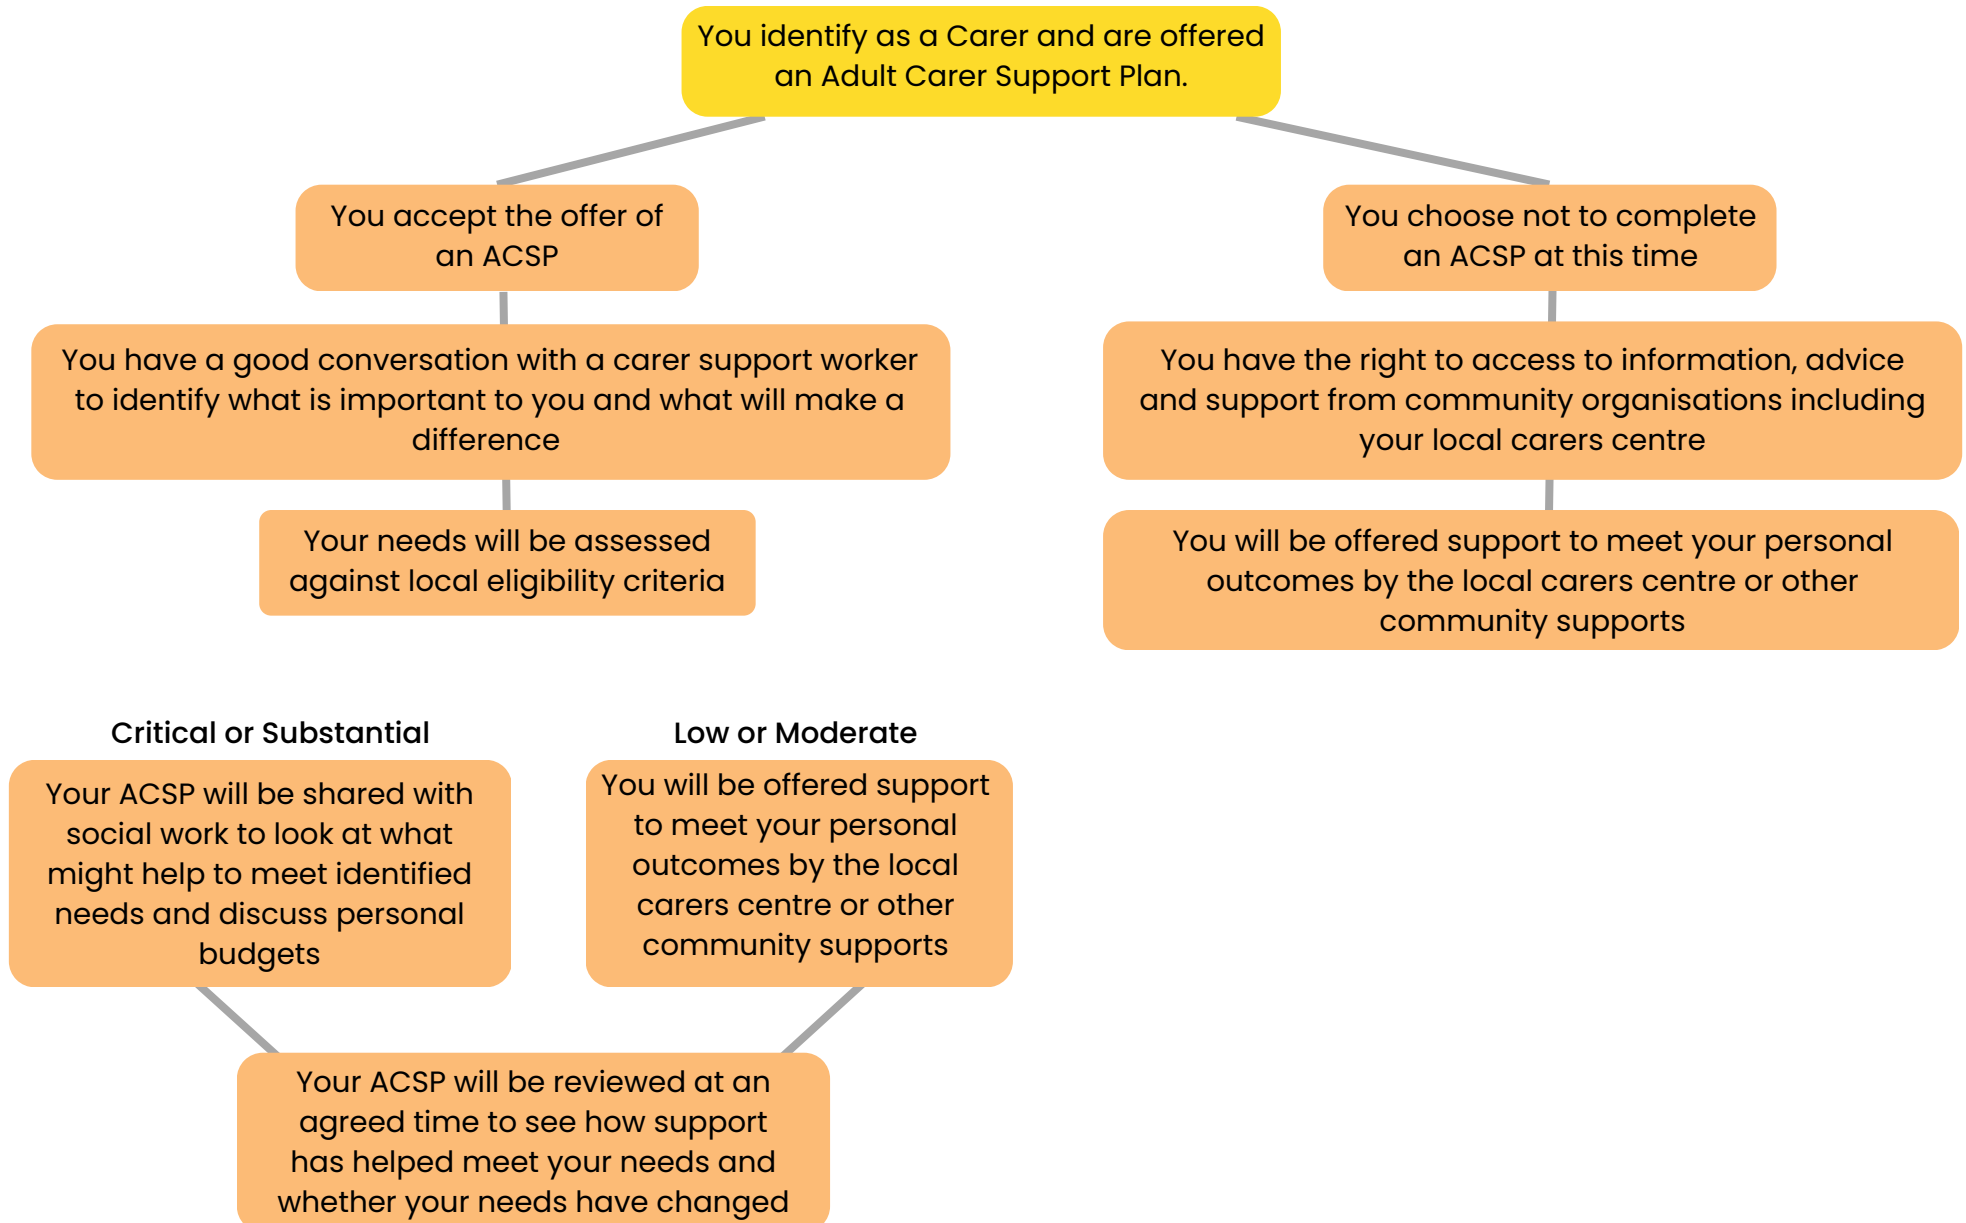 You identify as a Carer and are offered
an Adult Carer Support Plan.
You accept the offer of
an ACSP
You choose not to complete
an ACSP at this time
You have a good conversation with a carer support worker
to identify what is important to you and what will make a
difference
You have the right to access to information, advice
and support from community organisations including
your local carers centre
Your needs will be assessed
against local eligibility criteria
You will be offered support to meet your personal
outcomes by the local carers centre or other
community supports
Critical or Substantial
Low or Moderate
Your ACSP will be shared with
social work to look at what
might help to meet identified
needs and discuss personal
budgets
You will be offered support
to meet your personal
outcomes by the local
carers centre or other
community supports
Your ACSP will be reviewed at an
agreed time to see how support
has helped meet your needs and
whether your needs have changed